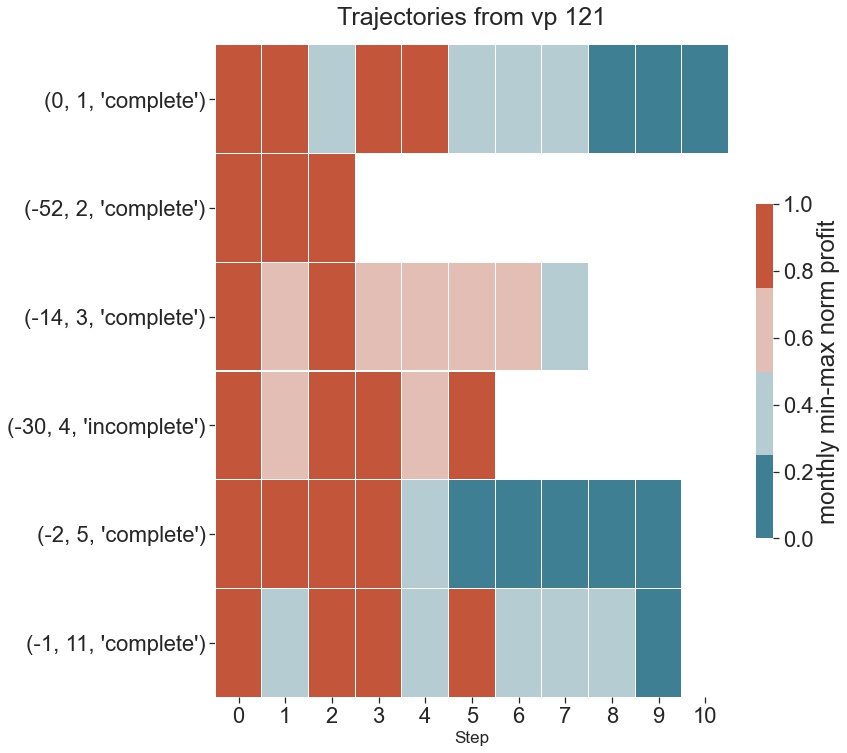 Trajectories from vp 121
(0, 1, 'complete')
(-52, 2, 'complete')
(-14, 3, 'complete')
(-30, 4, 'incomplete')
(-2, 5, 'complete')
(-1, 11, 'complete')
0 1 2 3 4 5 6 7 8 9 10
Step
1.0
0.8
0.6
0.4
0.2
0.0
monthly min-max norm profit